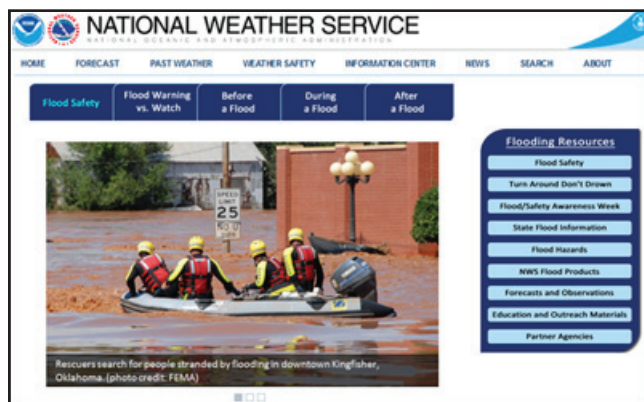 NATIONAL WEATHER SERVICE
NATIONAL OCEANIC AND ATMOSPHERIC ADMINISTRATION
HOME FORECAST PAST WEATHER WEATHER SAFETY INFORMATION CENTER NEWS SEARCH ABOUT
Flood Safety
Flood Warning
vs. Watch
Before
a Flood
During
a Flood
After
a Flood
SPEED
LIMIT
25
Rescuers search for people stranded by flooding in downtown Kingfisher,
Oklahoma. (photo credit: FEMA)
Flooding Resources
Flood Safety
Turn Around Don't Drown
Flood/Safety Awareness Week
State Flood Information
Flood Hazards
NWS Flood Products
Forecasts and Observations
Education and Outreach Materials
Partner Agencies